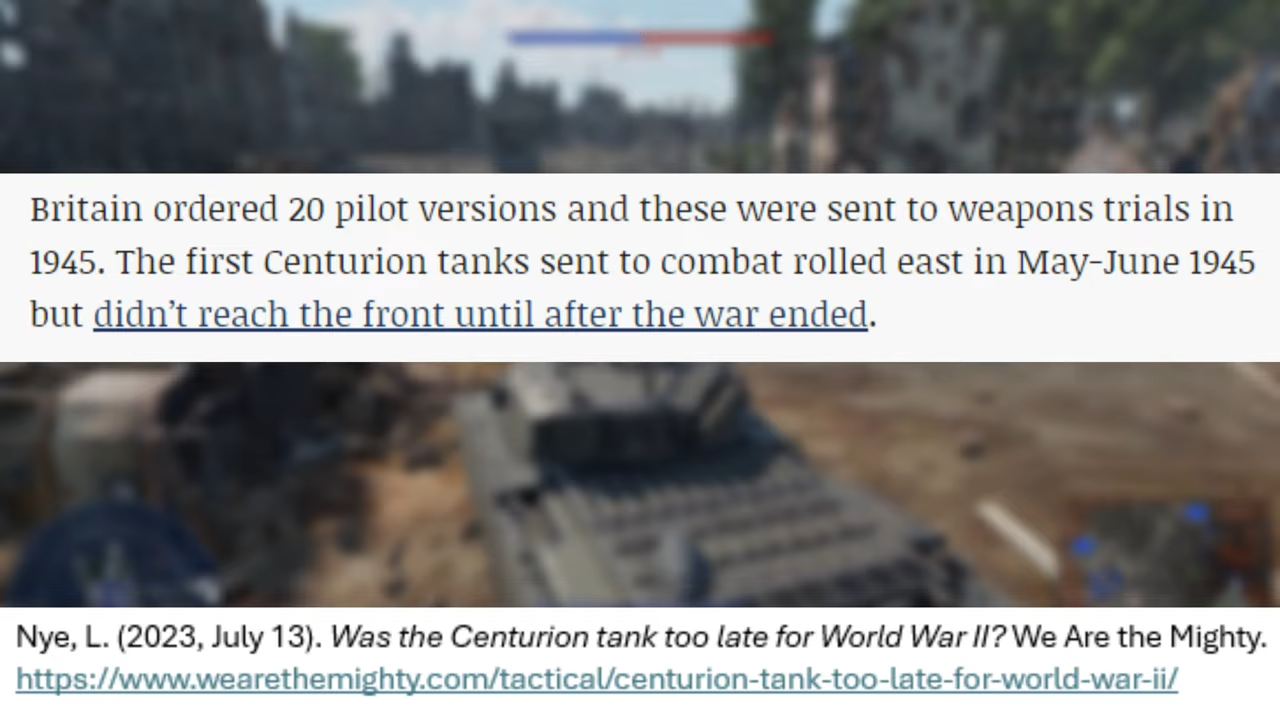 Britain ordered 20 pilot versions and these were sent to weapons trials in
1945. The first Centurion tanks sent to combat rolled east in May-June 1945
but didn’t reach the front until after the war ended.
Nye, L. (2023, July 13). Was the Centurion tank too late for World War II? We Are the Mighty.
https://www.wearethemighty.com/tactical/centurion-tank-too-late-for-world-war-ii/